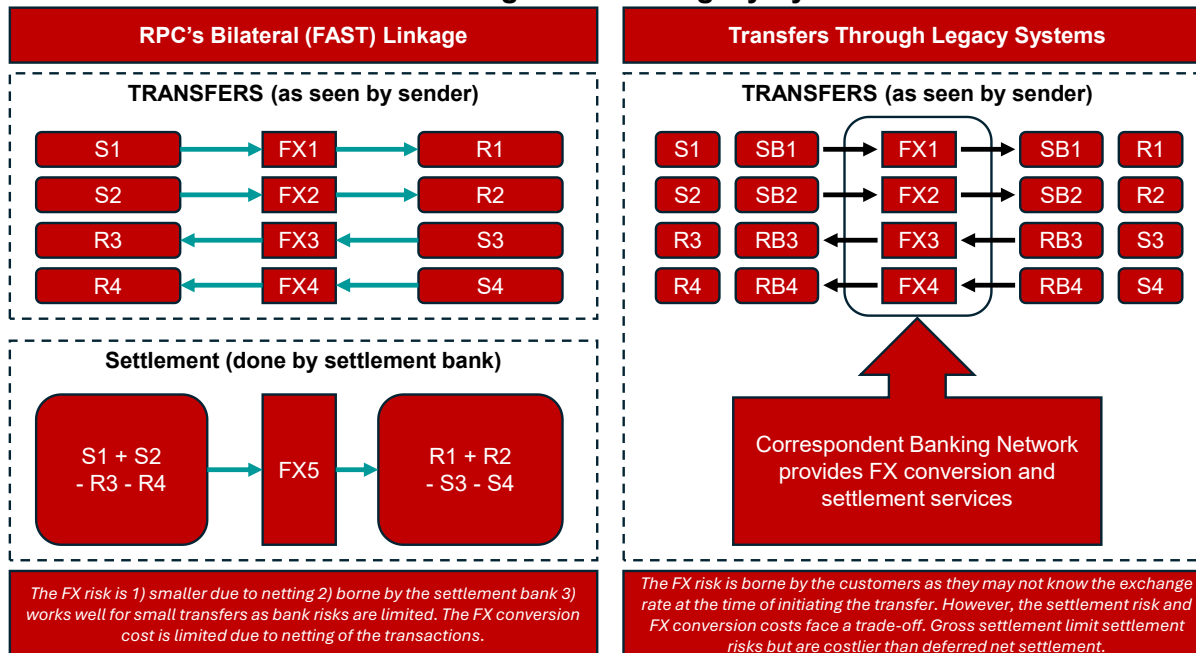 RPC's Bilateral (FAST) Linkage
TRANSFERS (as seen by sender)
S1 FX1 R1
S2 FX2 R2
R3 FX3 S3
R4 FX4 S4
Settlement (done by settlement bank)
S1 + S2
- R3 - R4
FX5
R1 + R2
- S3 - S4
The FX risk is 1) smaller due to netting 2) borne by the settlement bank 3)
works well for small transfers as bank risks are limited. The FX conversion
cost is limited due to netting of the transactions.
Transfers Through Legacy Systems
TRANSFERS (as seen by sender)
S1 SB1 FX1 SB1 R1
S2 SB2 FX2 SB2 R2
R3 RB3 FX3 RB3 S3
R4 RB4 FX4 RB4 S4
Correspondent Banking Network
provides FX conversion and
settlement services
The FX risk is borne by the customers as they may not know the exchange
rate at the time of initiating the transfer. However, the settlement risk and
FX conversion costs face a trade-off. Gross settlement limit settlement
risks but are costlier than deferred net settlement.